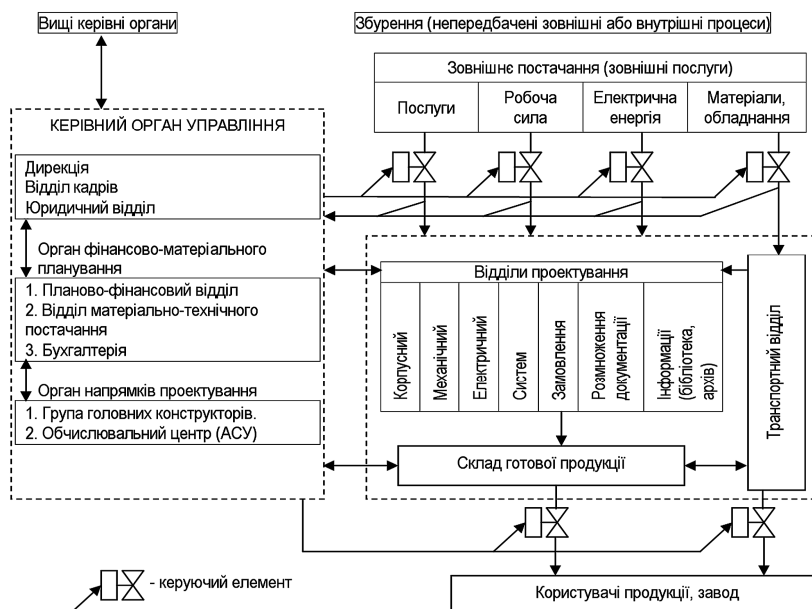 Вищі керівні органи
Збурення (непередбачені зовнішні або внутрішні процеси)
Зовнішнє постачання (зовнішні послуги)
Послуги
Робоча
сила
Електрична
енергія
Матеріали,
обладнання
КЕРІВНИЙ ОРГАН УПРАВЛІННЯ
Дирекція
Відділ кадрів
Юридичний відділ
Орган фінансово-матеріального
планування
1. Планово-фінансовий відділ
2. Відділ матеріально-технічного
постачання
3. Бухгалтерія
Орган напрямків проектування
1. Група головних конструкторів.
2. Обчислювальний центр (АСУ)
Відділи проектування
Корпусний
Механічний
Електричний
Систем
Замовлення
Розмноження
документації
Інформації
(бібліотека,
архів)
Транспортний відділ
Склад готової продукції
- керуючий елемент
Користувачі продукції, завод